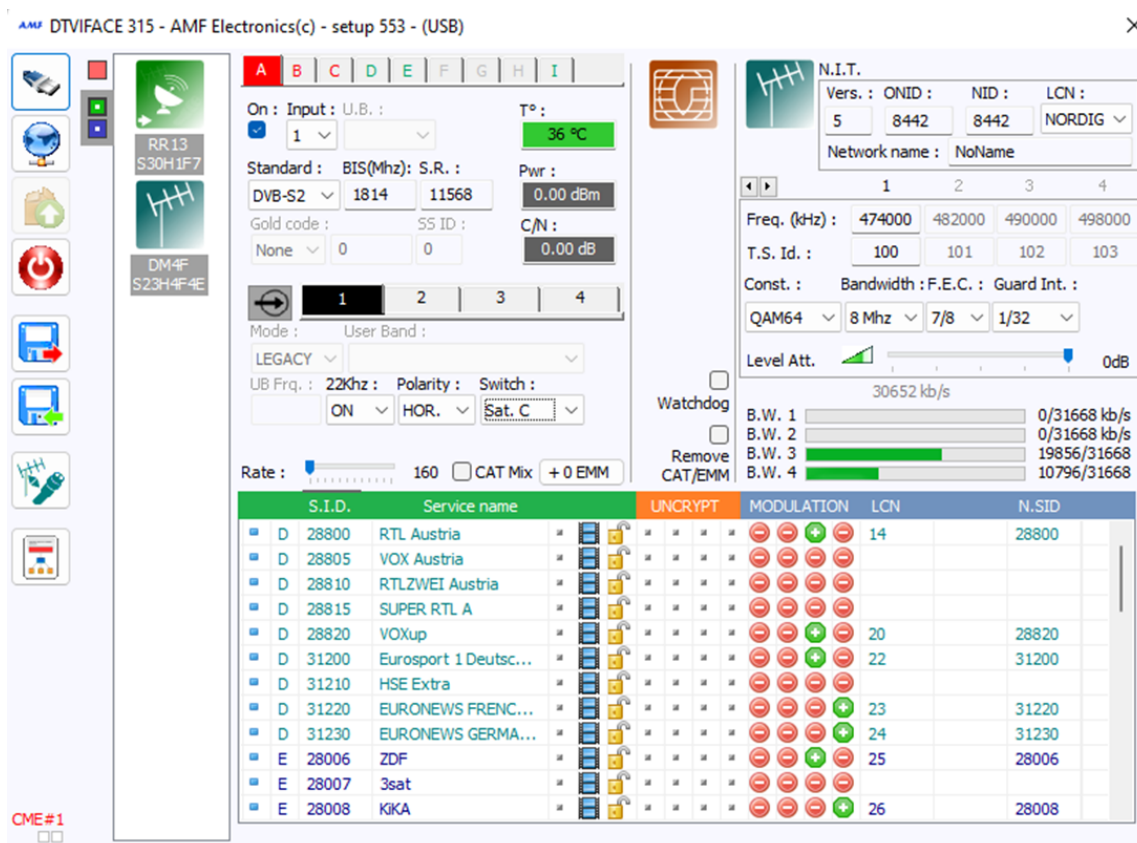 AMF DTVIFACE 315 - AMF Electronics(c) - setup 553 - (USB)
RR13
S30H1F7
DM4F
S23H4F4E
CME#1
A B C D E F G H I
On : Input : U.B. :
1
T° :
36 °C
Standard : BIS(Mhz): S.R. :
DVB-S2 1814 11568
Pwr :
0.00 dBm
Gold code : SS ID :
None 0 0
C/N :
0.00 dB
1 2 3 4
Mode : User Band :
LEGACY
UB Frq. : 22Khz : Polarity : Switch :
ON HOR. Sat. C
Rate : 160 CAT Mix + 0 EMM
Watchdog
Remove
CAT/EMM
N.I.T.
Vers. : ONID : NID : LCN :
5 8442 8442 NORDIG
Network name : NoName
1 2 3 4
Freq. (kHz) : 474000 482000 490000 498000
T.S. Id. : 100 101 102 103
Const. : Bandwidth : F.E.C. : Guard Int. :
QAM64 8 Mhz 7/8 1/32
Level Att. 0dB
30652 kb/s
B.W. 1 0/31668 kb/s
B.W. 2 0/31668 kb/s
B.W. 3 19856/31668
B.W. 4 10796/31668
S.I.D. Service name UNCRYPT MODULATION LCN N.SID
D 28800 RTL Austria 14 28800
D 28805 VOX Austria
D 28810 RTLZWEI Austria
D 28815 SUPER RTL A
D 28820 VOXup 20 28820
D 31200 Eurosport 1 Deutsc... 22 31200
D 31210 HSE Extra
D 31220 EURONEWS FRENC... 23 31220
D 31230 EURONEWS GERMA... 24 31230
E 28006 ZDF 25 28006
E 28007 3sat
E 28008 KiKA 26 28008